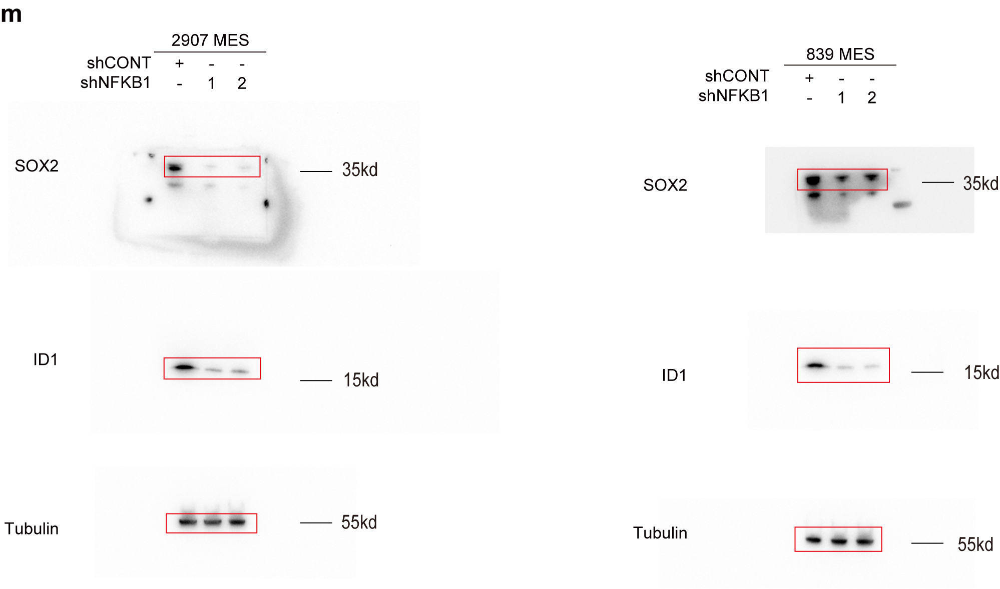 m
2907 MES
shCONT + - -
shNFKB1 - 1 2
SOX2
35kd
ID1
15kd
Tubulin
55kd
839 MES
shCONT + - -
shNFKB1 - 1 2
SOX2
35kd
ID1
15kd
Tubulin
55kd